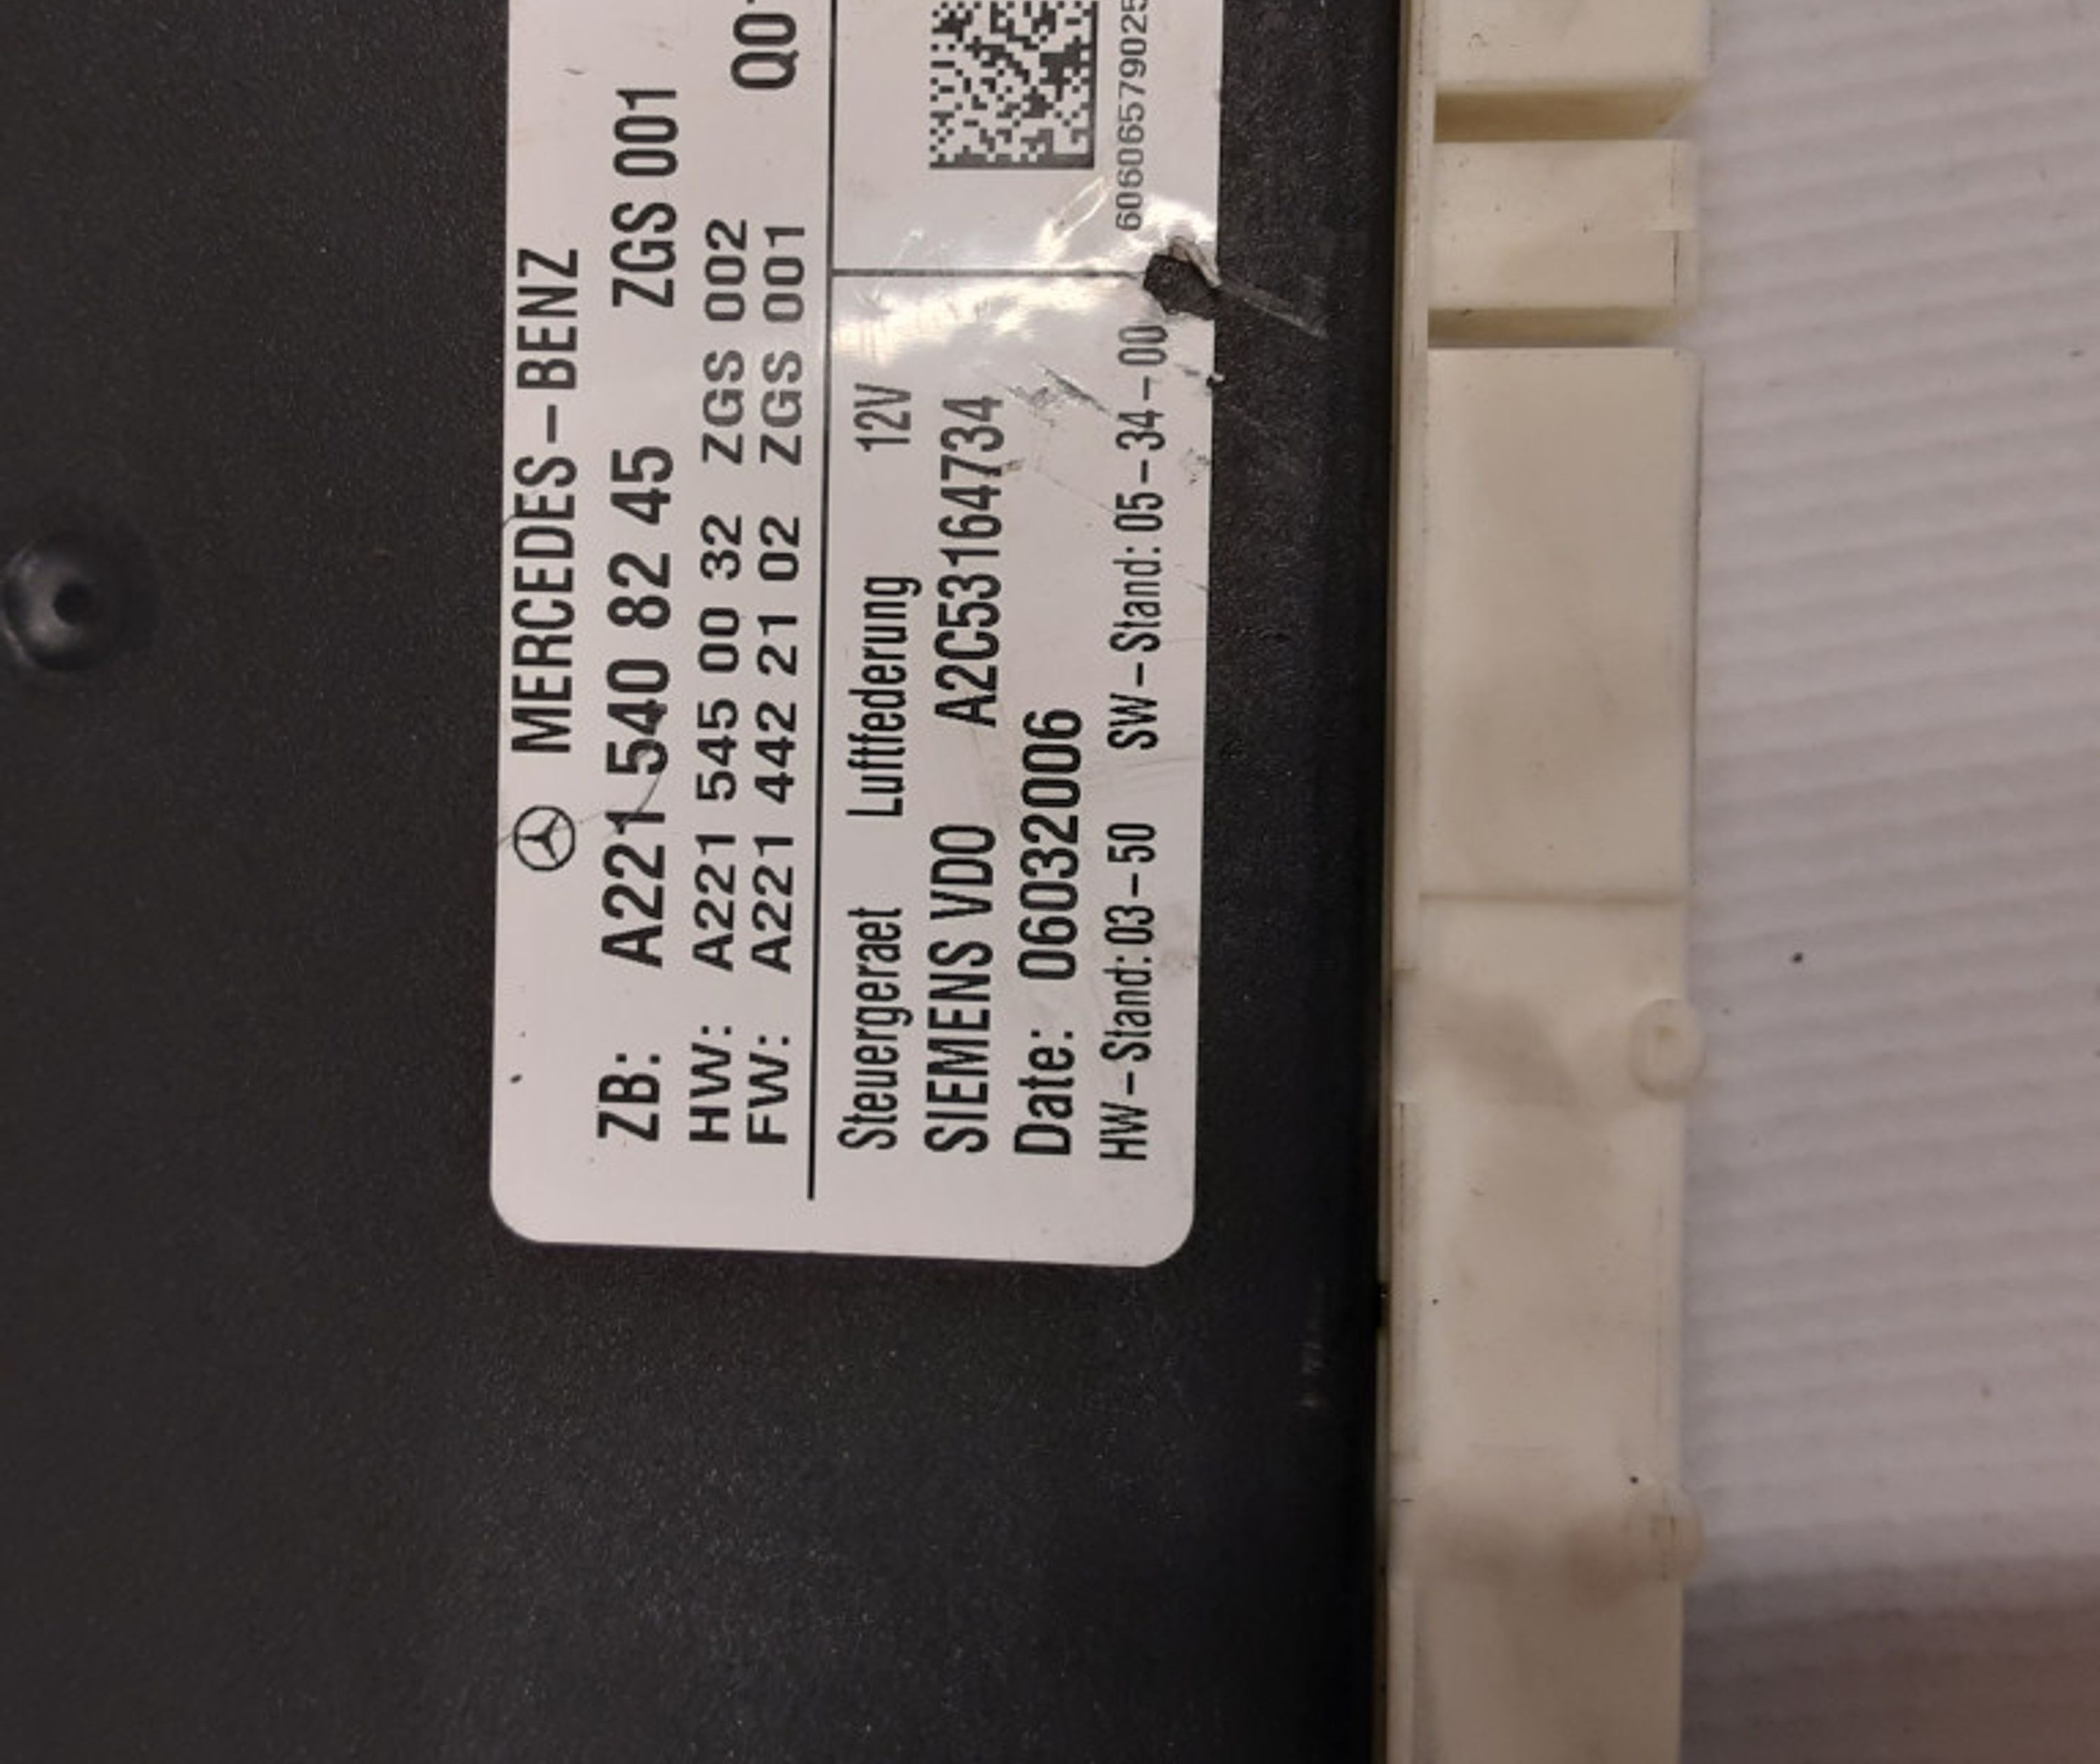 MERCEDES-BENZ
ZB: A221 540 82 45 ZGS 001
HW: A221 545 00 32 ZGS 002
FW: A221 442 21 02 ZGS 001
Steuergeraet Luftfederung 12V
SIEMENS VDO A2C53164734
Date: 06032006
HW-Stand: 03-50 SW-Stand: 05-34-00